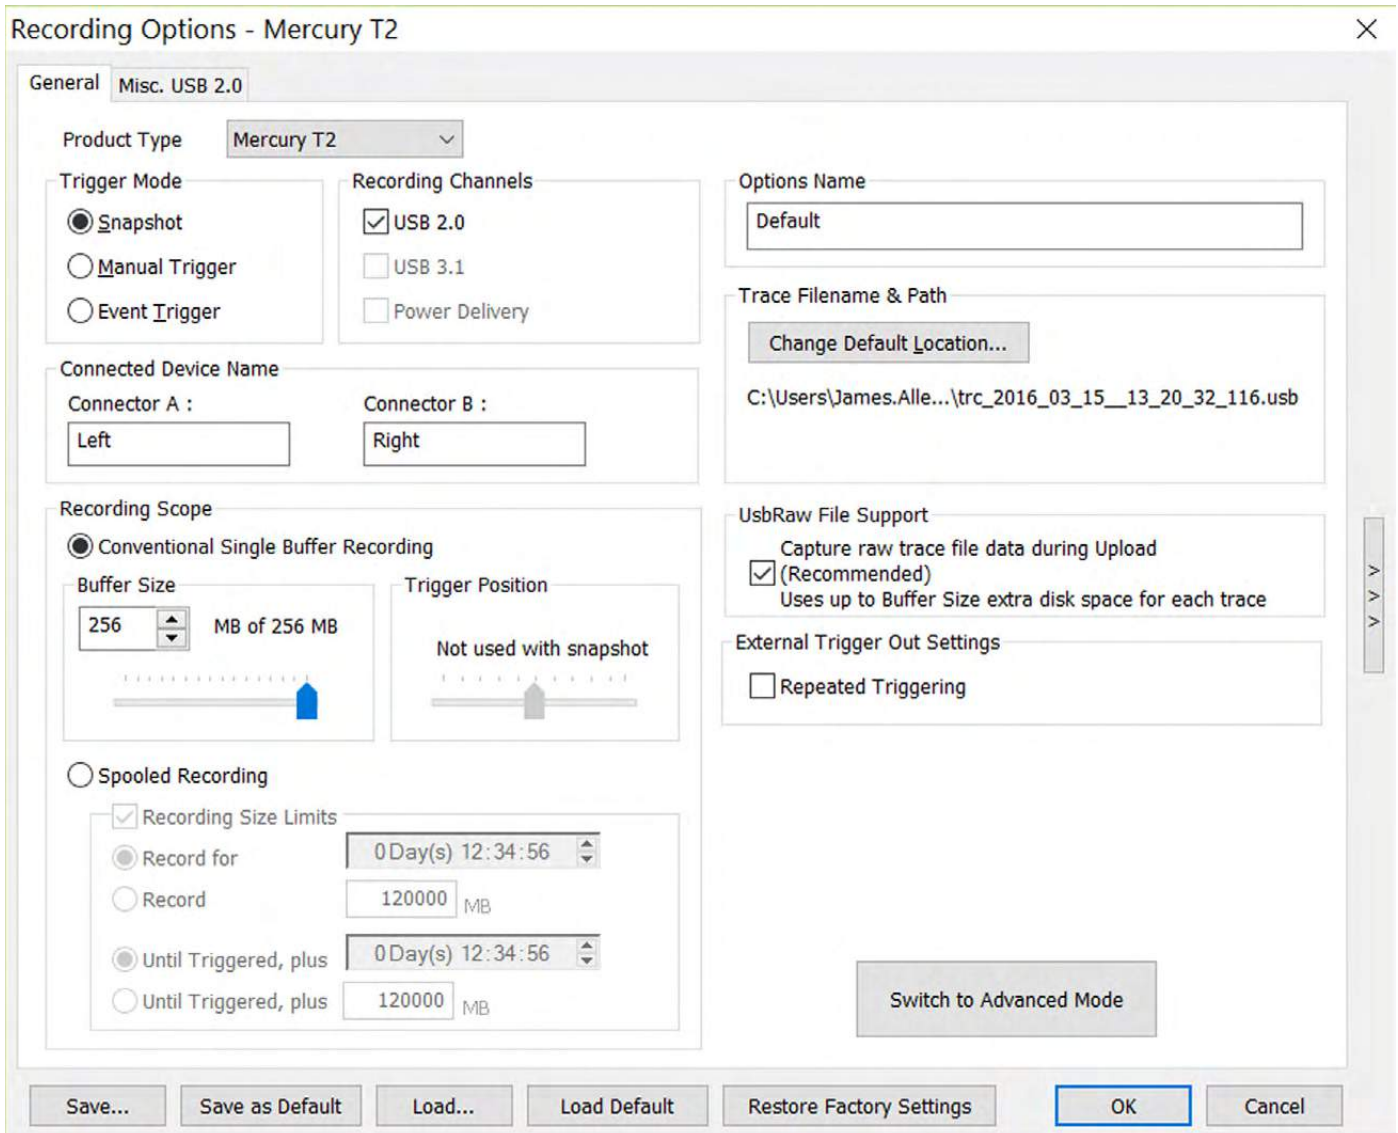 Recording Options - Mercury T2
General
Misc. USB 2.0
Product Type
Mercury T2
Trigger Mode
Snapshot
Manual Trigger
Event Trigger
Recording Channels
USB 2.0
USB 3.1
Power Delivery
Options Name
Default
Trace Filename & Path
Change Default Location...
C:\Users\James.Alle...\trc_2016_03_15__13_20_32_116.usb
Connected Device Name
Connector A :
Left
Connector B :
Right
Recording Scope
Conventional Single Buffer Recording
Buffer Size
256
MB of 256 MB
Trigger Position
Not used with snapshot
UsbRaw File Support
Capture raw trace file data during Upload
(Recommended)
Uses up to Buffer Size extra disk space for each trace
External Trigger Out Settings
Repeated Triggering
>
>
>
Spooled Recording
Recording Size Limits
Record for
0Day(s) 12:34:56
Record
120000
MB
Until Triggered, plus
0Day(s) 12:34:56
Until Triggered, plus
120000
MB
Switch to Advanced Mode
Save...
Save as Default
Load...
Load Default
Restore Factory Settings
OK
Cancel